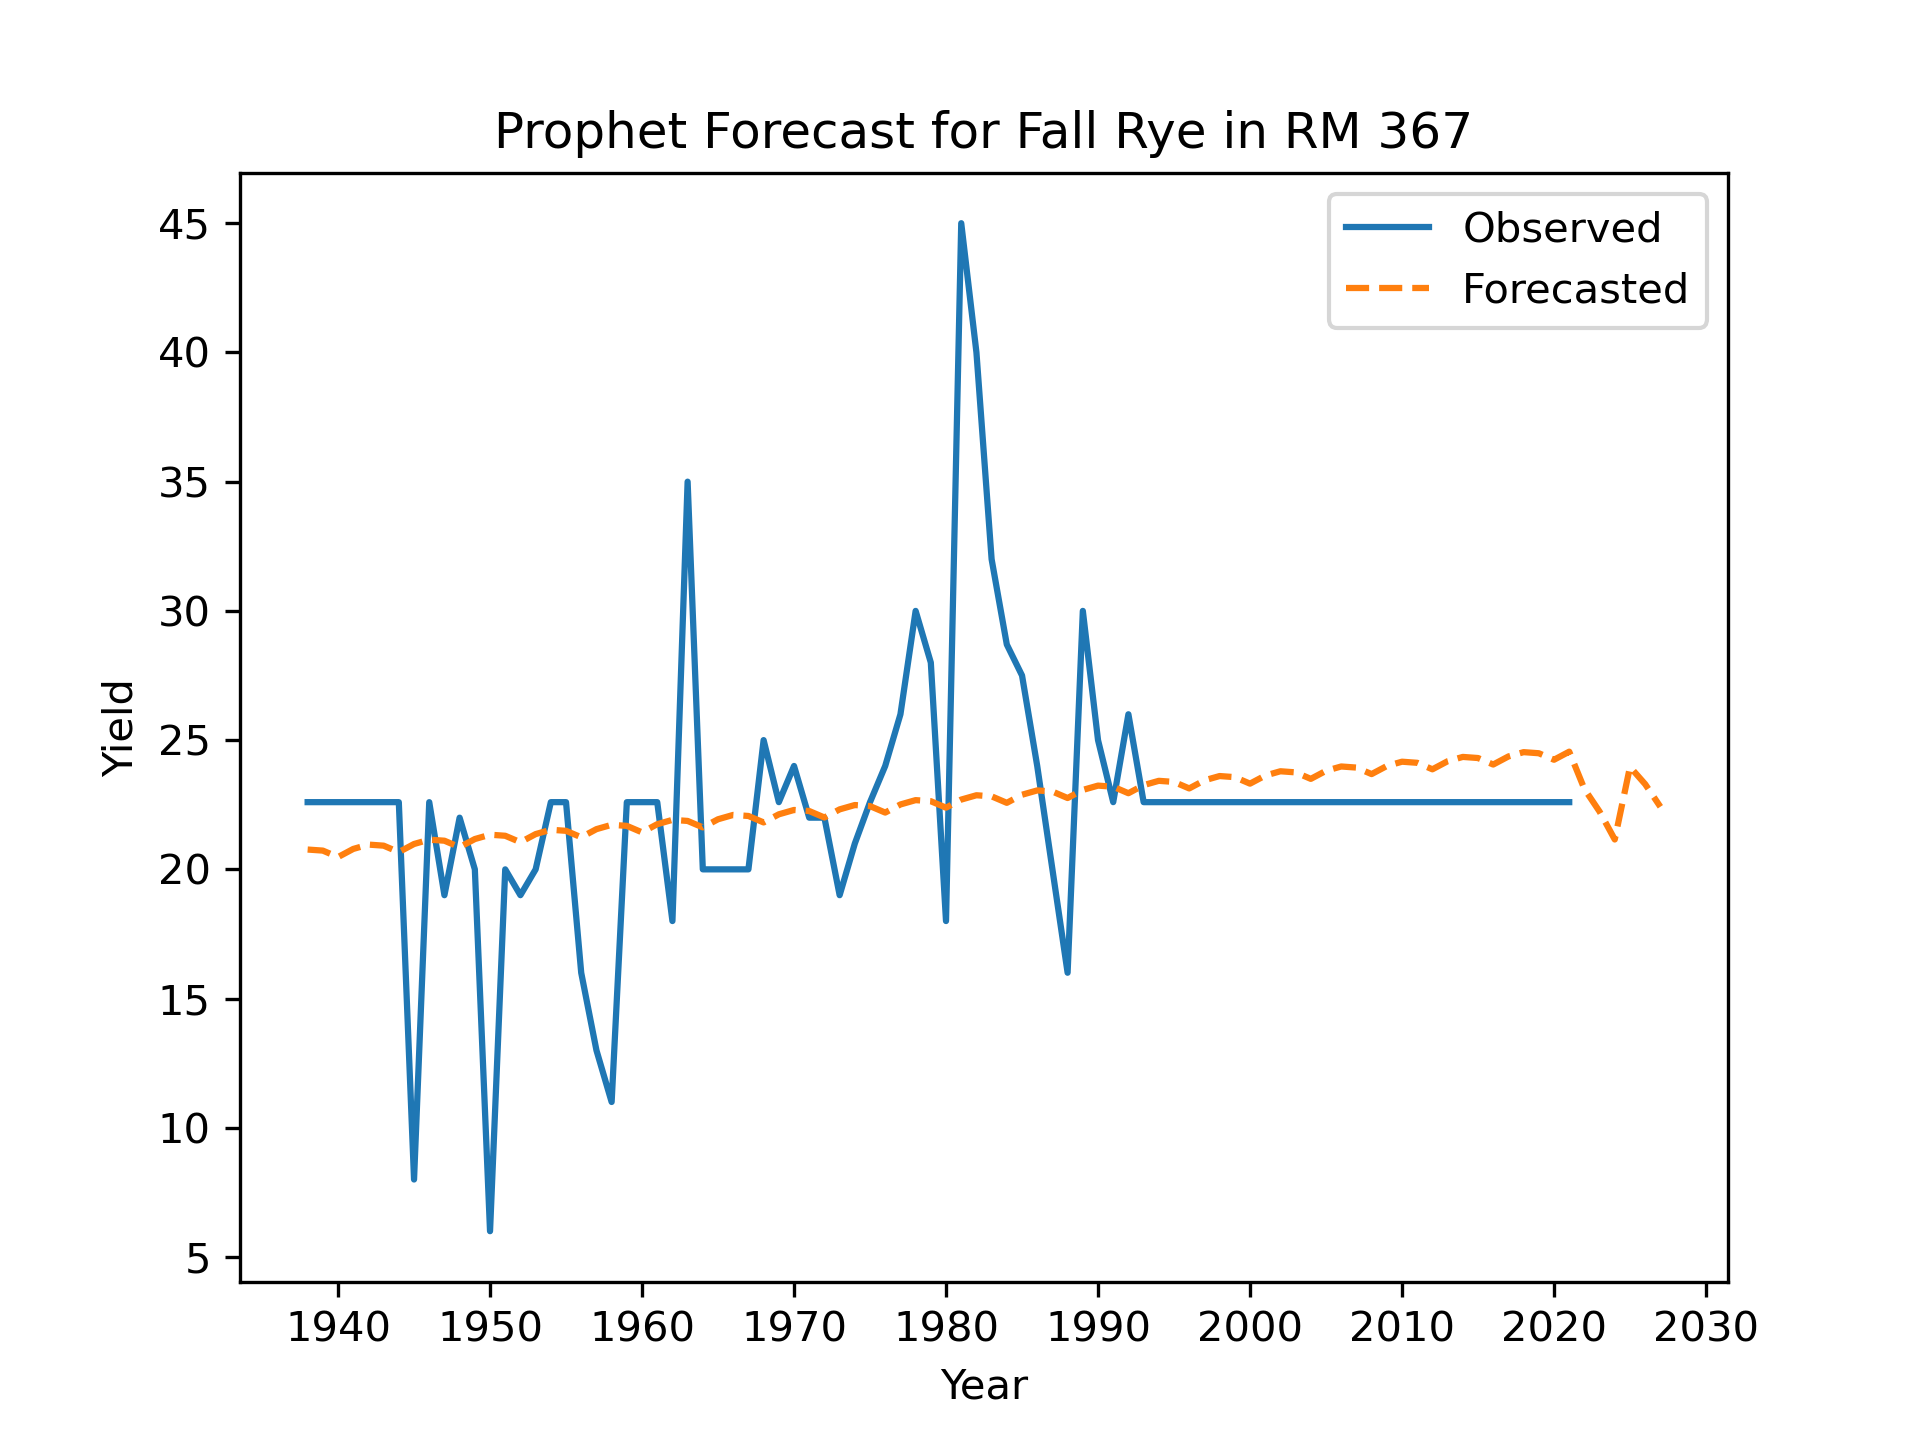 Prophet Forecast for Fall Rye in RM 367
Observed
Forecasted
45
40
35
30
25
20
15
10
5
Yield
1940 1950 1960 1970 1980 1990 2000 2010 2020 2030
Year